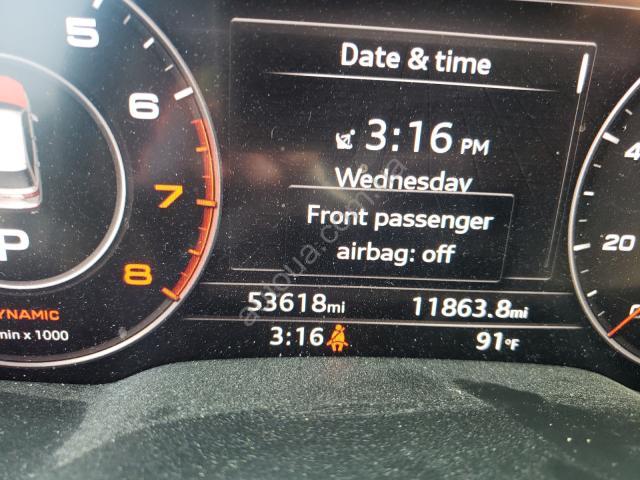 Date & time
3:16 PM
Wednesday
Front passenger
airbag: off
53618mi 11863.8mi
3:16 91°F
5
6
7
8
P
DYNAMIC
min x 1000
20
0